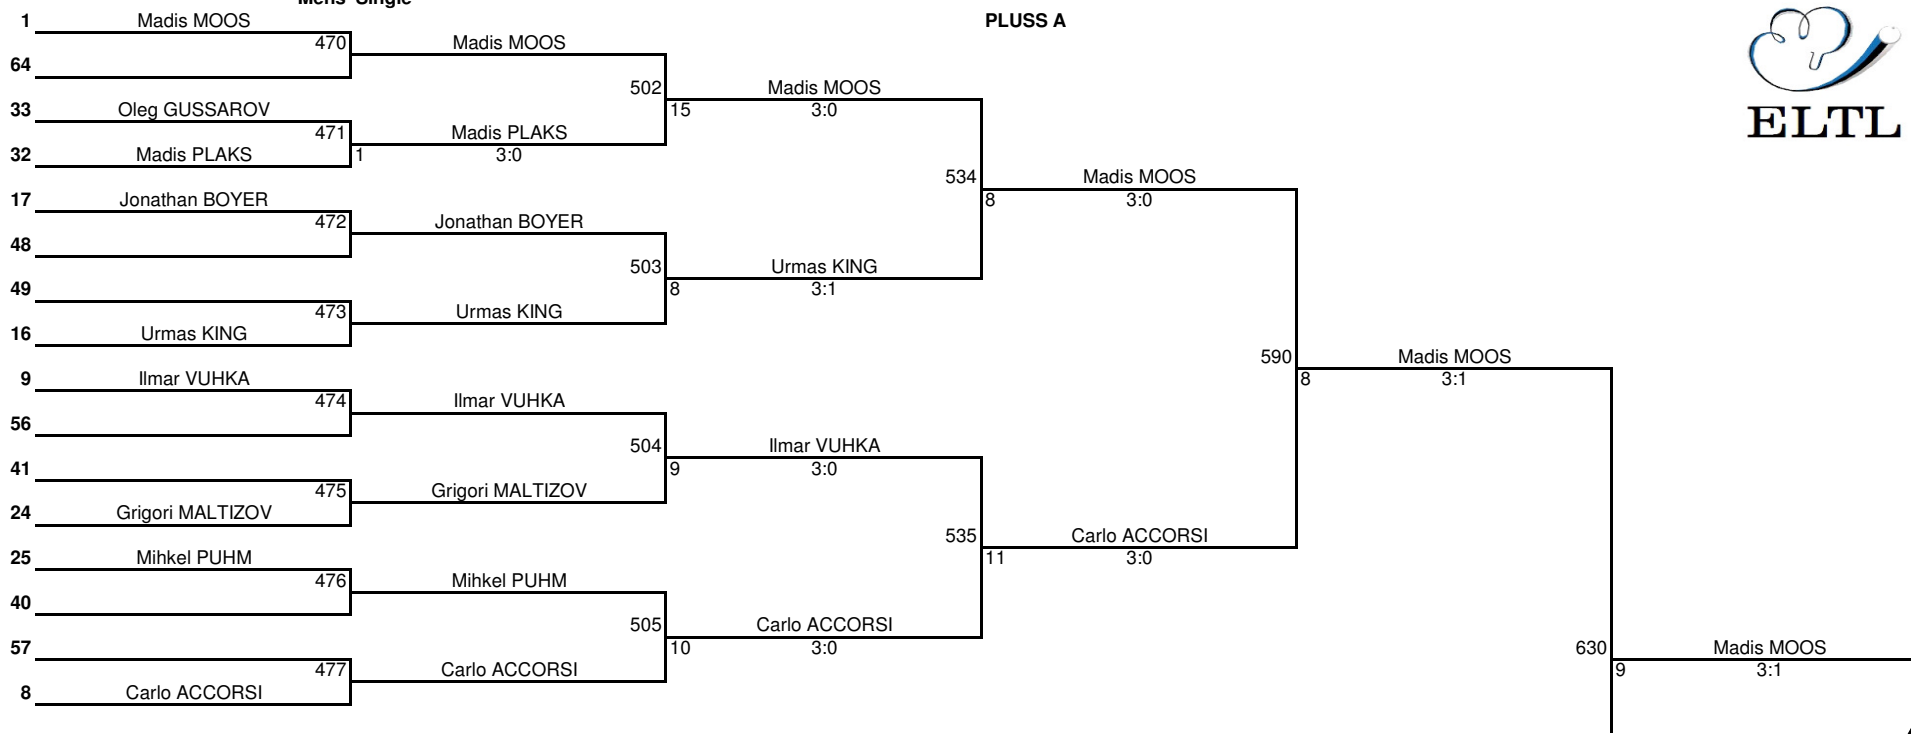 Mens' Single
1 Madis MOOS PLUSS A
470 Madis MOOS
64
502 Madis MOOS
33 Oleg GUSSAROV 15 3:0
471 Madis PLAKS
32 Madis PLAKS 1 3:0
534 Madis MOOS
17 Jonathan BOYER 8 3:0
472 Jonathan BOYER
48
503 Urmas KING
49 8 3:1
473 Urmas KING
16 Urmas KING
590 Madis MOOS
9 Ilmar VUHKA 8 3:1
474 Ilmar VUHKA
56
504 Ilmar VUHKA
41 9 3:0
475 Grigori MALTIZOV
24 Grigori MALTIZOV
535 Carlo ACCORSI
25 Mihkel PUHM 11 3:0
476 Mihkel PUHM
40
505 Carlo ACCORSI
57 10 3:0
630 Madis MOOS
477 Carlo ACCORSI 9 3:1
8 Carlo ACCORSI
ELTL